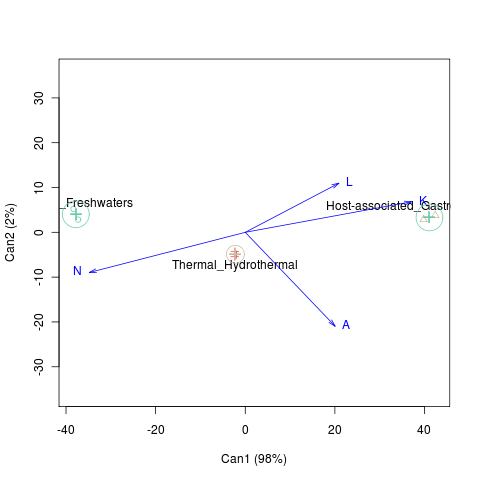 30
20
10
0
-10
-20
-30
Can2 (2%)
Freshwaters
L
K
Host-associated_Gastr
Thermal_Hydrothermal
N
A
-40
-20
0
20
40
Can1 (98%)